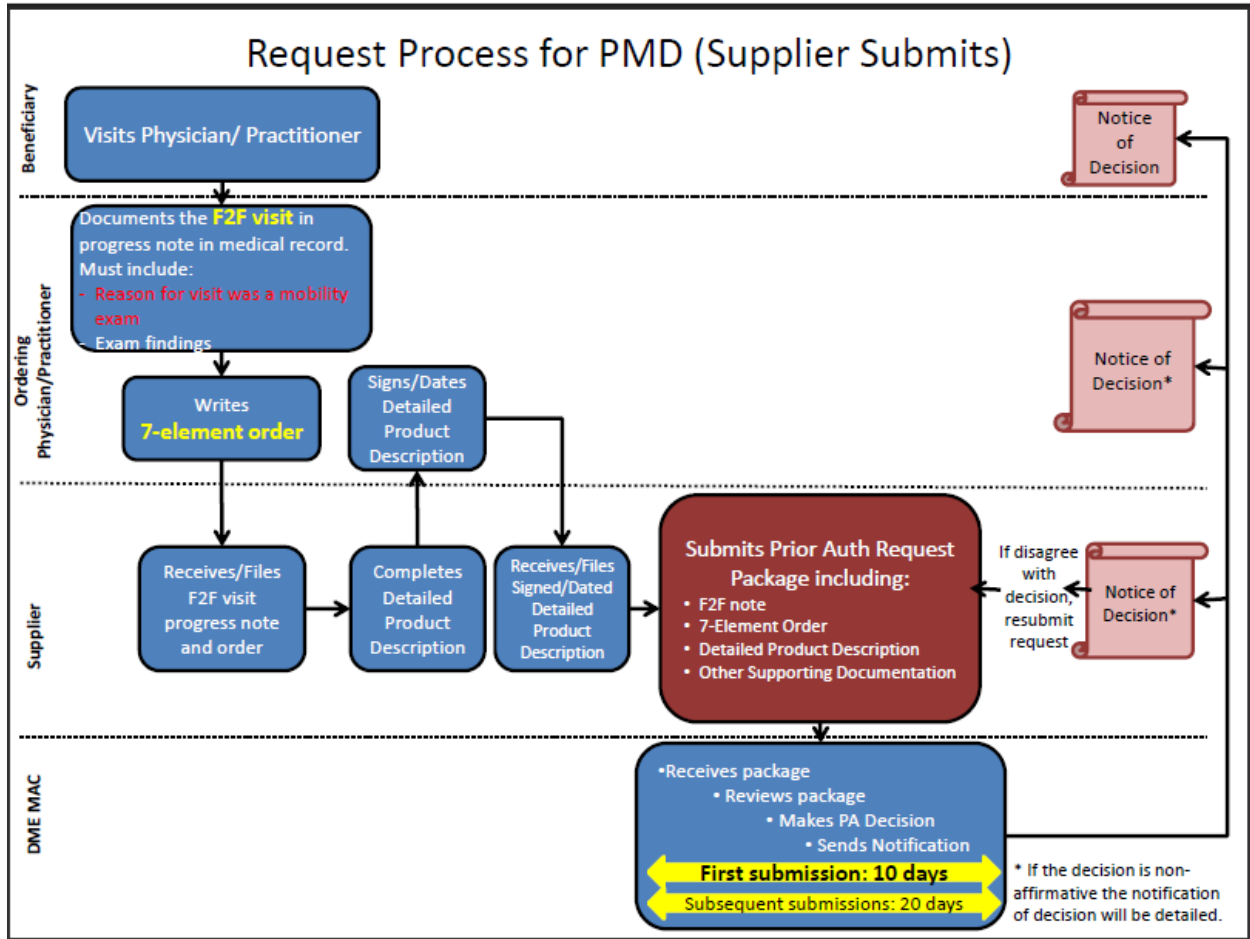 Request Process for PMD (Supplier Submits)
Beneficiary
Visits Physician/ Practitioner
Notice
of
Decision
Ordering
Physician/Practitioner
Documents the F2F visit in
progress note in medical record.
Must include:
- Reason for visit was a mobility
exam
- Exam findings
Writes
7-element order
Signs/Dates
Detailed
Product
Description
Notice of
Decision*
Supplier
Receives/Files
F2F visit
progress note
and order
Completes
Detailed
Product
Description
Receives/Files
Signed/Dated
Detailed
Product
Description
Submits Prior Auth Request
Package including:
• F2F note
• 7-Element Order
• Detailed Product Description
• Other Supporting Documentation
If disagree
with
decision,
resubmit
request
Notice of
Decision*
DME MAC
•Receives package
• Reviews package
• Makes PA Decision
• Sends Notification
First submission: 10 days
Subsequent submissions: 20 days
* If the decision is non-
affirmative the notification
of decision will be detailed.